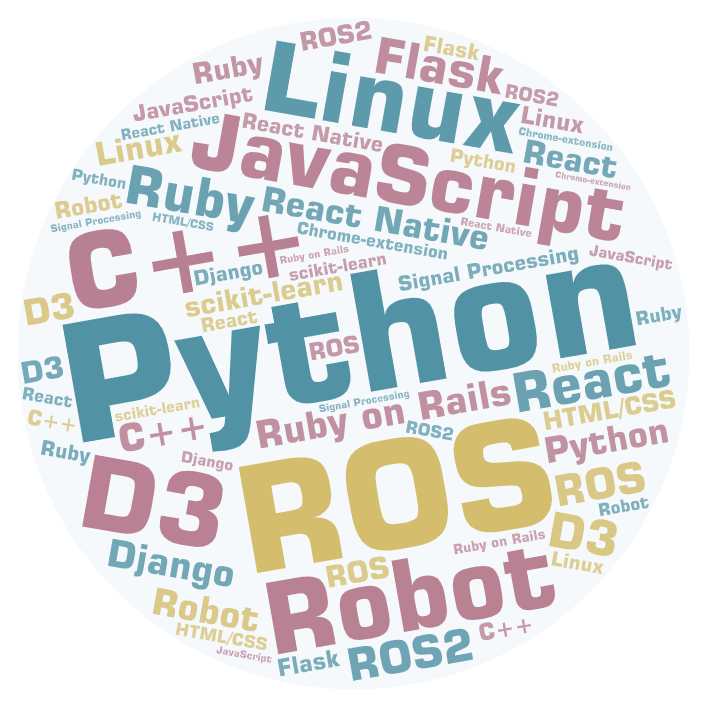 ROS2
Flask
Flask
Ruby
Linux
ROS2
JavaScript
Linux
React Native
React Native
Chrome-extension
Linux
JavaScript
Python
React
Chrome-extension
Python
Ruby
React Native
Robot
Signal Processing
HTML/CSS
React Native
Chrome-extension
C++
Ruby on Rails
JavaScript
Django
scikit-learn
Signal Processing
D3
scikit-learn
React
Python
Ruby
ROS
D3
Ruby on Rails
React
React
Signal Processing
scikit-learn
C++
C++
Ruby on Rails
HTML/CSS
ROS2
Python
Ruby
Django
D3
ROS
ROS
Robot
D3
Ruby on Rails
Django
Linux
ROS
Robot
Robot
HTML/CSS
C++
JavaScript
Flask
ROS2